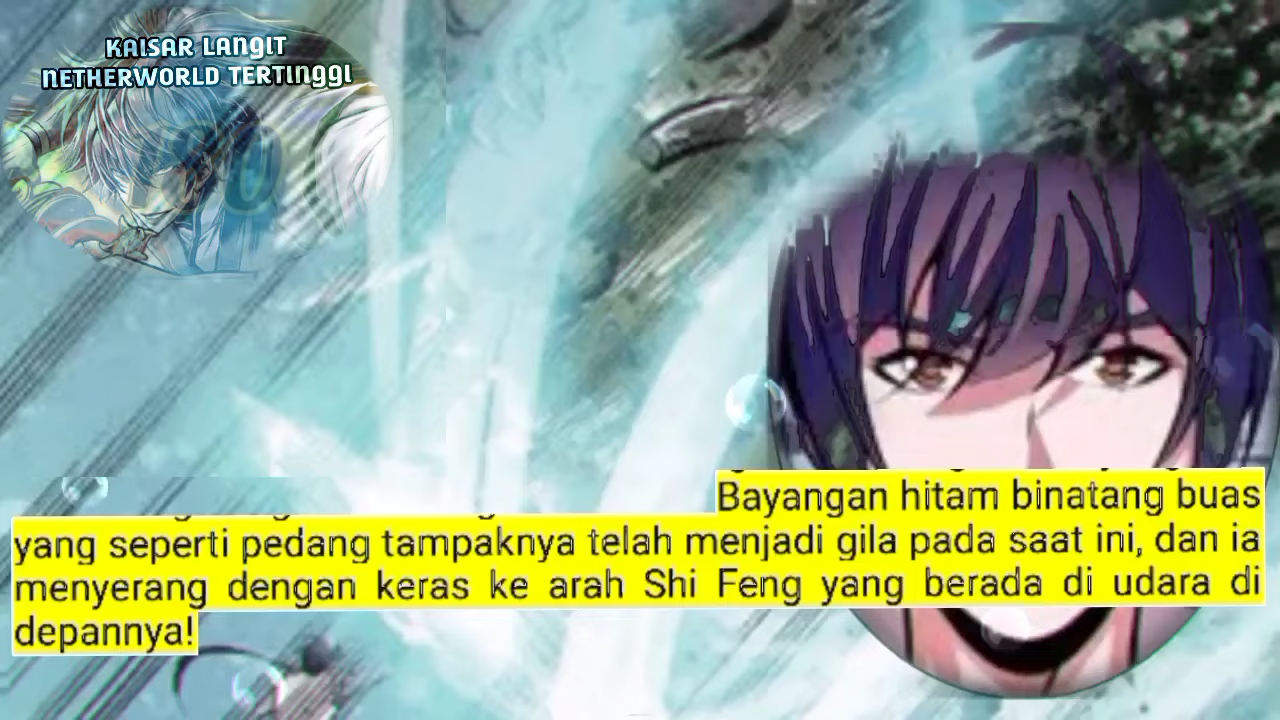 KAISAR LANGIT
NETHERWORLD TERTINGGI
Bayangan hitam binatang buas
yang seperti pedang tampaknya telah menjadi gila pada saat ini, dan ia
menyerang dengan keras ke arah Shi Feng yang berada di udara di
depannya!